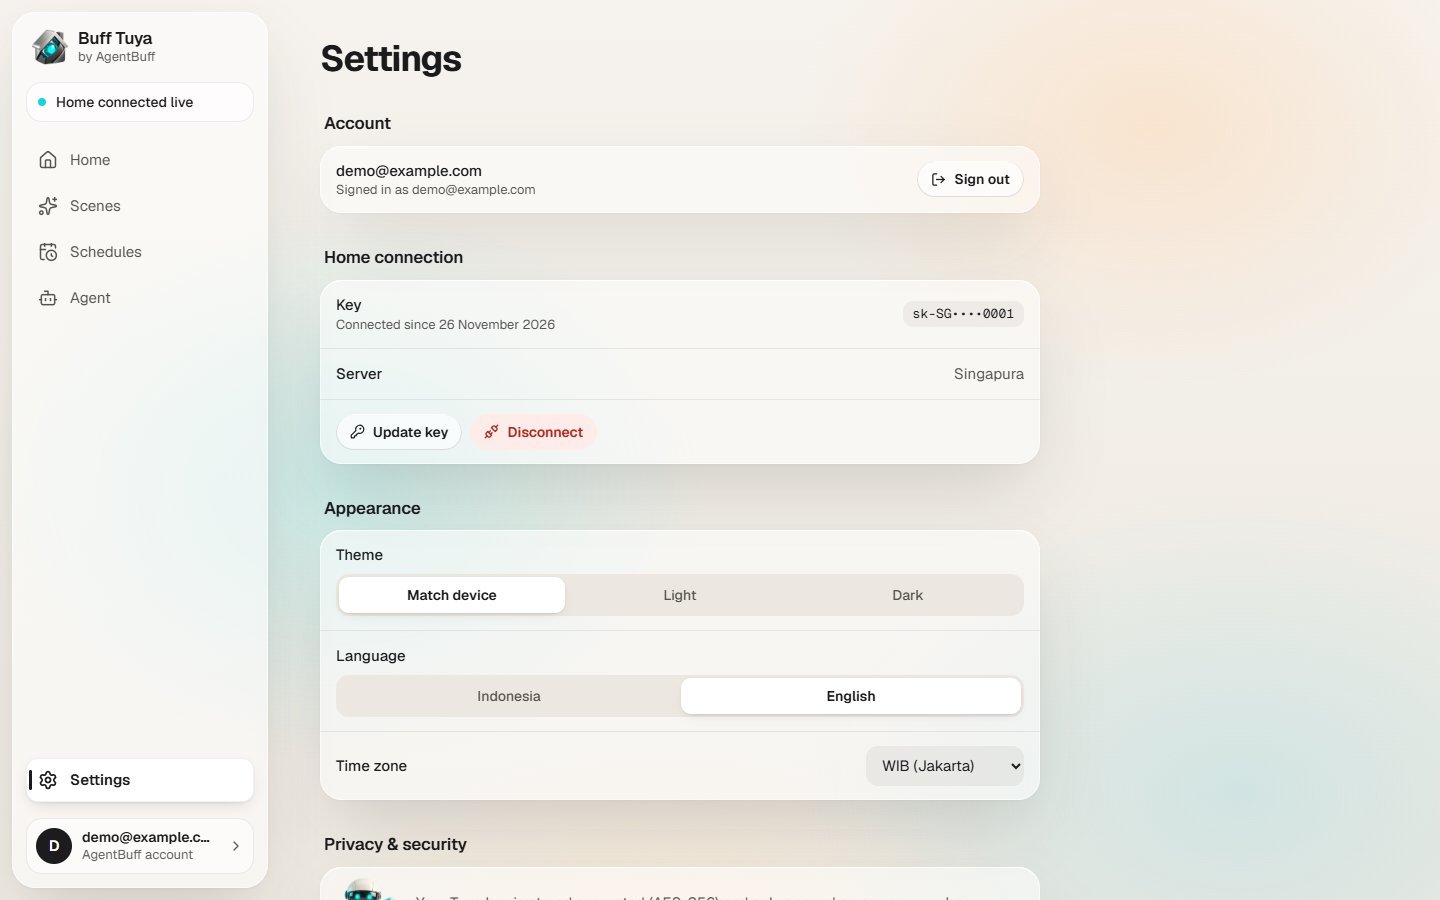 Buff Tuya
by AgentBuff
Home connected live
Home
Scenes
Schedules
Agent
Settings
D
demo@example.c...
AgentBuff account
Settings
Account
demo@example.com
Signed in as demo@example.com
Sign out
Home connection
Key
Connected since 26 November 2026
sk-SG••••0001
Server
Singapura
Update key
Disconnect
Appearance
Theme
Match device
Light
Dark
Language
Indonesia
English
Time zone
WIB (Jakarta)
Privacy & security